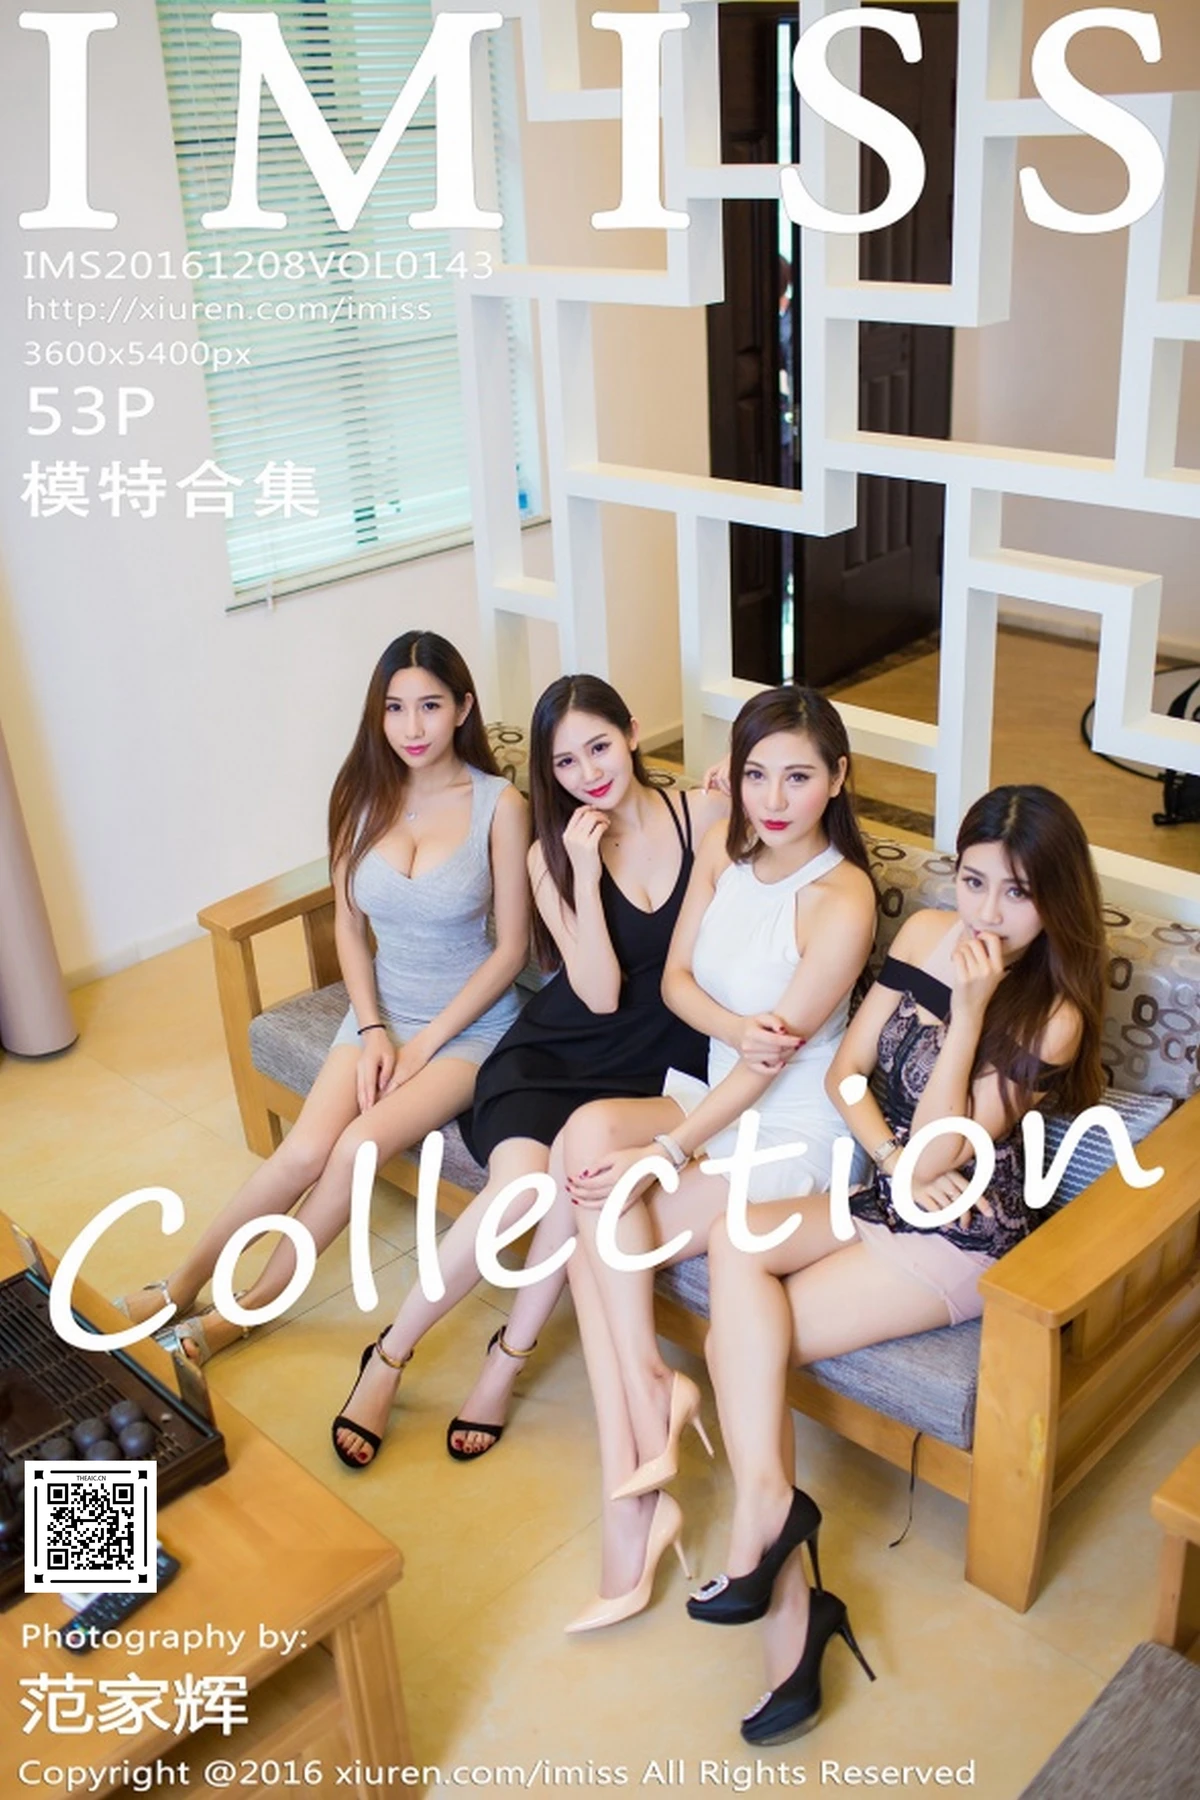 IMISS
IMS20161208VOL0143
http://xiuren.com/imiss
3600x5400px
53P
模特合集
Collection
THEAIC.CN
Photography by:
范家辉
Copyright @2016 xiuren.com/imiss All Rights Reserved